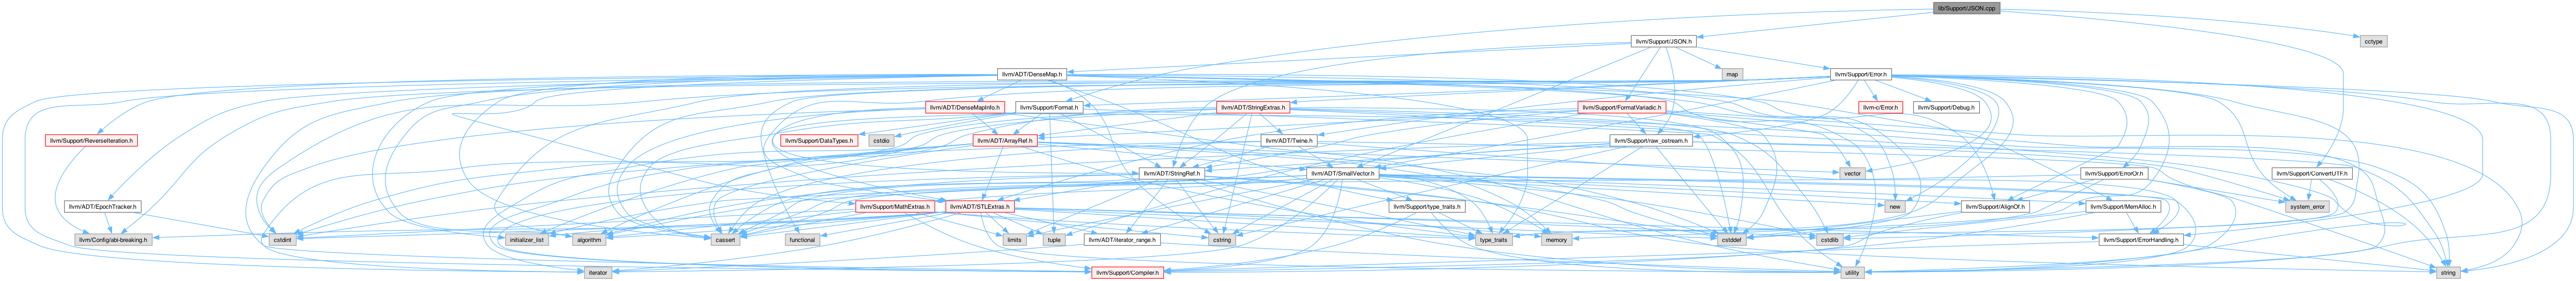 lib/Support/JSON.cpp
llvm/Support/JSON.h
cctype
llvm/ADT/DenseMap.h
map
llvm/Support/Error.h
llvm/ADT/DenseMapInfo.h
llvm/Support/Format.h
llvm/ADT/StringExtras.h
llvm/Support/FormatVariadic.h
llvm-c/Error.h
llvm/Support/Debug.h
llvm/Support/ReverseIteration.h
llvm/Support/DataTypes.h
cstdio
llvm/ADT/ArrayRef.h
llvm/ADT/Twine.h
llvm/Support/raw_ostream.h
llvm/ADT/StringRef.h
llvm/ADT/SmallVector.h
vector
llvm/Support/ErrorOr.h
llvm/Support/ConvertUTF.h
llvm/ADT/EpochTracker.h
llvm/Support/MathExtras.h
llvm/ADT/STLExtras.h
llvm/Support/type_traits.h
new
llvm/Support/AlignOf.h
llvm/Support/MemAlloc.h
system_error
llvm/Config/abi-breaking.h
cstdint
initializer_list
algorithm
cassert
functional
limits
tuple
llvm/ADT/iterator_range.h
cstring
type_traits
memory
cstddef
cstdlib
llvm/Support/ErrorHandling.h
iterator
llvm/Support/Compiler.h
utility
string